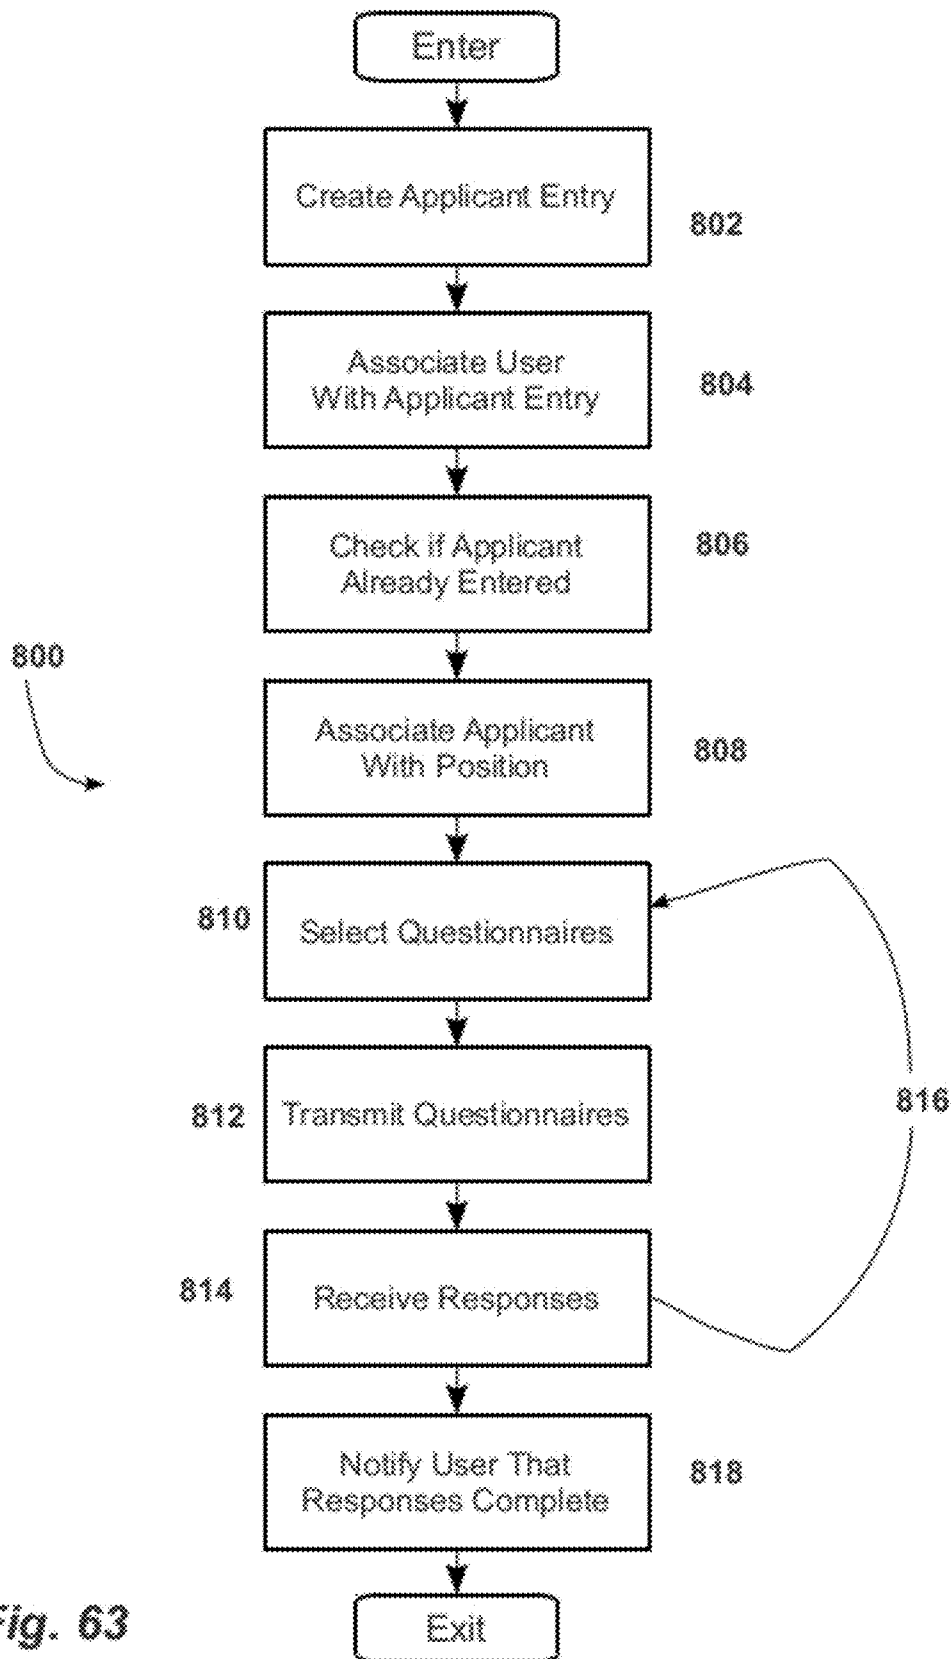 Enter
Create Applicant Entry
802
Associate User
With Applicant Entry
804
Check if Applicant
Already Entered
806
800
Associate Applicant
With Position
808
810
Select Questionnaires
812
Transmit Questionnaires
816
814
Receive Responses
Notify User That
Responses Complete
818
Exit
Fig. 63